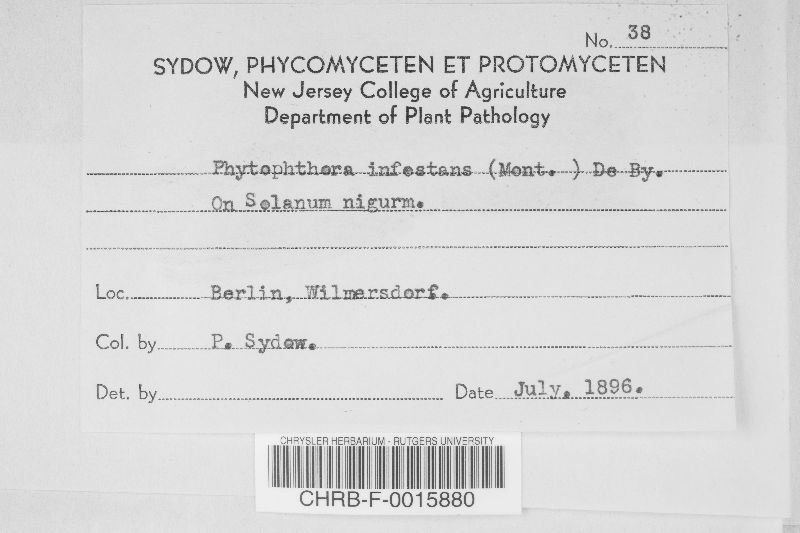 No. 38
SYDOW, PHYCOMYCETEN ET PROTOMYCETEN
New Jersey College of Agriculture
Department of Plant Pathology
Phytophthora infestans (Mont. ) De By.
On Solanum nigurm.
Loc. Berlin, Wilmersdorf.
Col. by P. Sydow.
Det. by Date July, 1896.
CHRYSLER HERBARIUM - RUTGERS UNIVERSITY
CHRB-F-0015880